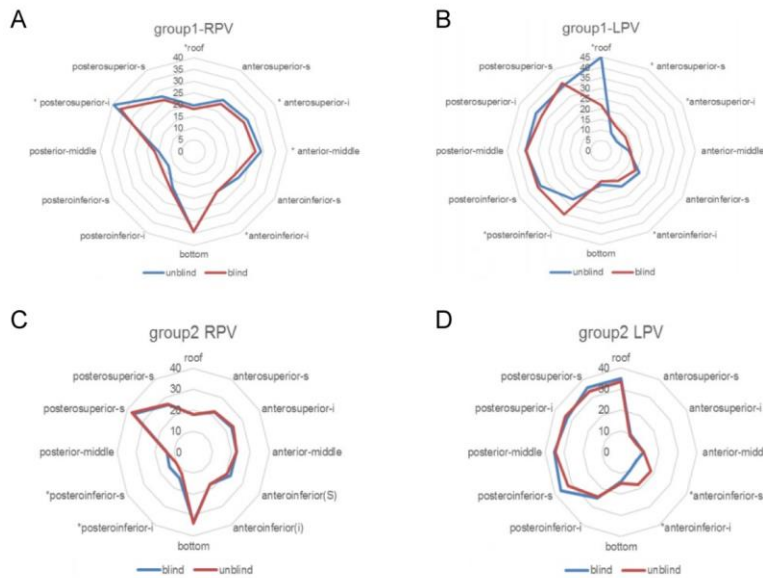 A
group1-RPV
*roof
40
35
30
25
20
15
10
5
0
anterosuperior-s
* anterosuperior-i
* anterior-middle
anteroinferior-s
*anteroinferior-i
bottom
posteroinferior-i
posteroinferior-s
posterior-middle
* posterosuperior-i
posterosuperior-s
unblind blind
B
group1-LPV
*roof
45
40
35
30
25
20
15
10
5
0
* anterosuperior-s
*anterosuperior-i
anterior-middle
anteroinferior-s
*anteroinferior-i
bottom
*posteroinferior-i
posteroinferior-s
posterior-middle
posterosuperior-i
posterosuperior-s
unblind blind
C
group2 RPV
roof
40
30
20
10
0
anterosuperior-s
anterosuperior-i
anterior-middle
anteroinferior(S)
anteroinferior(i)
bottom
*posteroinferior-i
*posteroinferior-s
posterior-middle
posterosuperior-s
posterosuperior-s
blind unblind
D
group2 LPV
roof
40
30
20
10
0
anterosuperior-s
anterosuperior-i
anterior-midd
*anteroinferior-s
*anteroinferior-i
bottom
posteroinferior-i
posteroinferior-s
posterior-middle
posterosuperior-i
posterosuperior-s
blind unblind